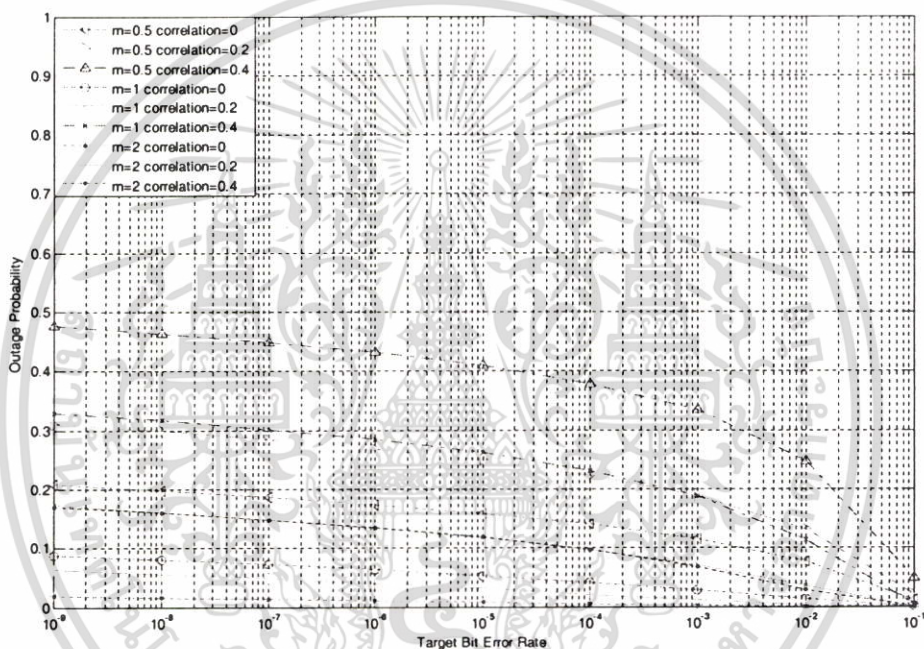 1
0.9
0.8
0.7
0.6
0.5
0.4
0.3
0.2
0.1
0
Outage Probability
m=0.5 correlation=0
m=0.5 correlation=0.2
m=0.5 correlation=0.4
m=1 correlation=0
m=1 correlation=0.2
m=1 correlation=0.4
m=2 correlation=0
m=2 correlation=0.2
m=2 correlation=0.4
10⁻⁹ 10⁻⁸ 10⁻⁷ 10⁻⁶ 10⁻⁵ 10⁻⁴ 10⁻³ 10⁻² 10⁻¹
Target Bit Error Rate